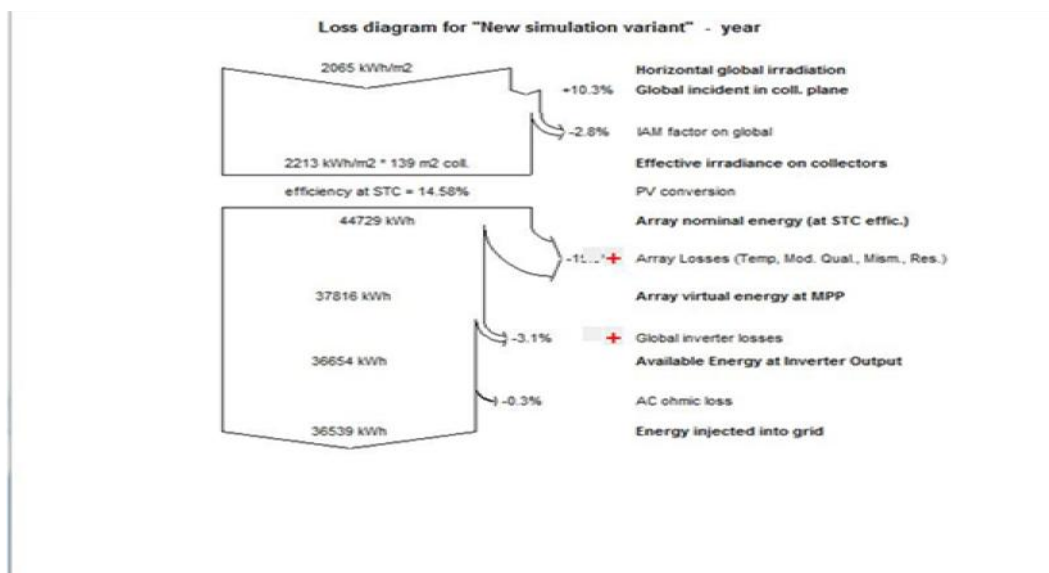 Loss diagram for "New simulation variant" - year
2065 kWh/m2 Horizontal global irradiation
+10.3% Global incident in coll. plane
-2.8% IAM factor on global
2213 kWh/m2 * 139 m2 coll. Effective irradiance on collectors
efficiency at STC = 14.58% PV conversion
44729 kWh Array nominal energy (at STC effic.)
+ Array Losses (Temp, Mod. Qual., Mism., Res.)
37816 kWh Array virtual energy at MPP
-3.1% + Global inverter losses
36654 kWh Available Energy at Inverter Output
-0.3% AC ohmic loss
36539 kWh Energy injected into grid